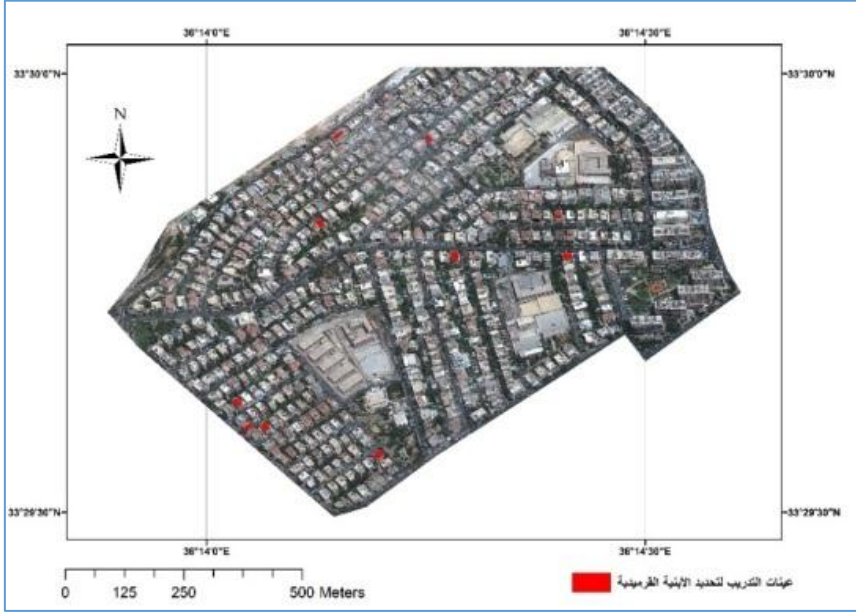 36°14'0"E 36°14'30"E
33°30'0"N 33°30'0"N
N
33°29'30"N 33°29'30"N
36°14'0"E 36°14'30"E
0 125 250 500 Meters
عينات التدريب لتحديد الأبنية القرميدية